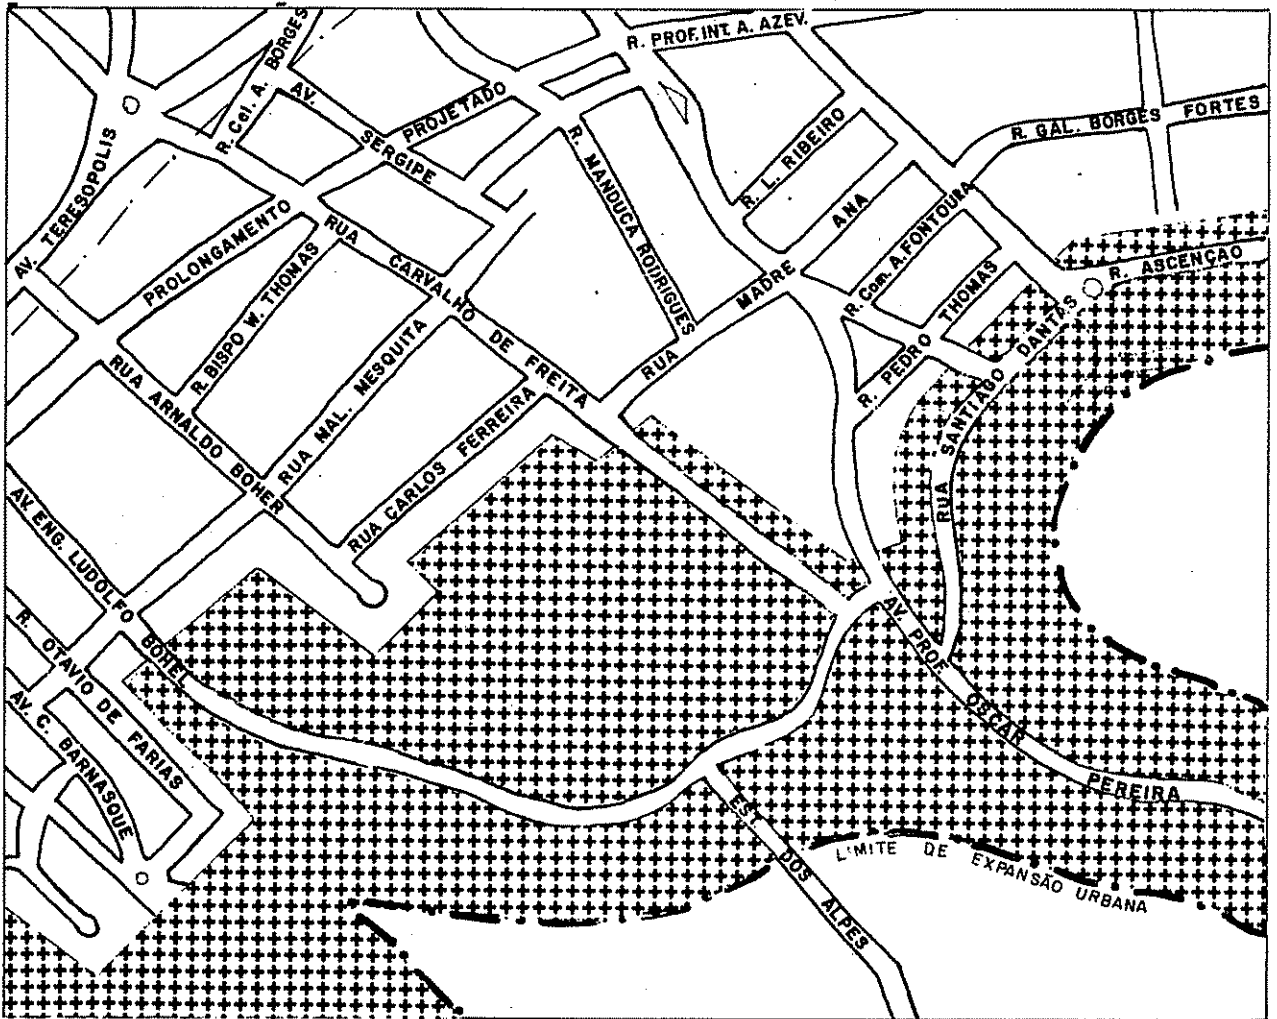 R. PROF. INT. A. AZEV.
R. Cel. A. BORGES
AV. SERGIPE
PROJETADO
R. GAL. BORGES FORTES
R. L. RIBEIRO
R. MANDUCA RODRIGUES
AV. TERESOPOLIS
PROLONGAMENTO
RUA CARVALHO DE FREITA
R. BISPO W. THOMAS
RUA MADRE ANA
R. Com. A. FONTOURA
R. ASCENÇÃO
R. PEDRO THOMAS
RUA SANTIAGO DANTAS
RUA ARNALDO BOHER
RUA MAL. MESQUITA
RUA CARLOS FERREIRA
AV. ENG. LUDOLFO BOHEL
R. OTAVIO DE FARIAS
AV. C. BARNASQUE
AV. PROF. OSCAR PEREIRA
EST. DOS ALPES
LIMITE DE EXPANSÃO URBANA